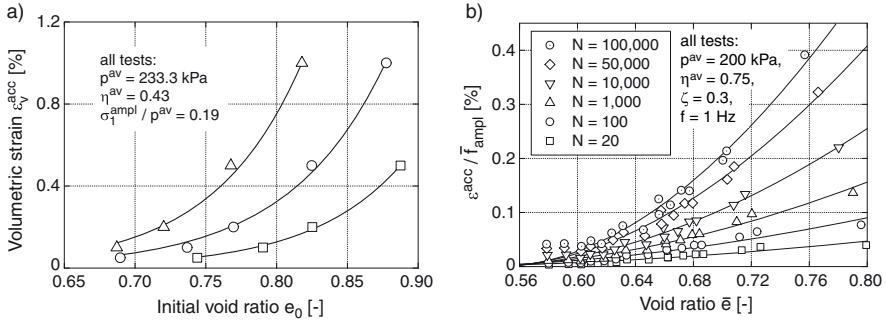 a)
1.2
1.0
0.8
0.4
0
Volumetric strain ε_v^acc [%]
all tests:
p^av = 233.3 kPa
η^av = 0.43
σ_1^ampl / p^av = 0.19
0.65 0.70 0.75 0.80 0.85 0.90
Initial void ratio e_0 [-]
b)
0.4
0.3
0.2
0.1
0
ε^acc / f̄_ampl [%]
N = 100,000
N = 50,000
N = 10,000
N = 1,000
N = 100
N = 20
all tests:
p^av = 200 kPa,
η^av = 0.75,
ζ = 0.3,
f = 1 Hz
0.56 0.60 0.64 0.68 0.72 0.76 0.80
Void ratio ē [-]